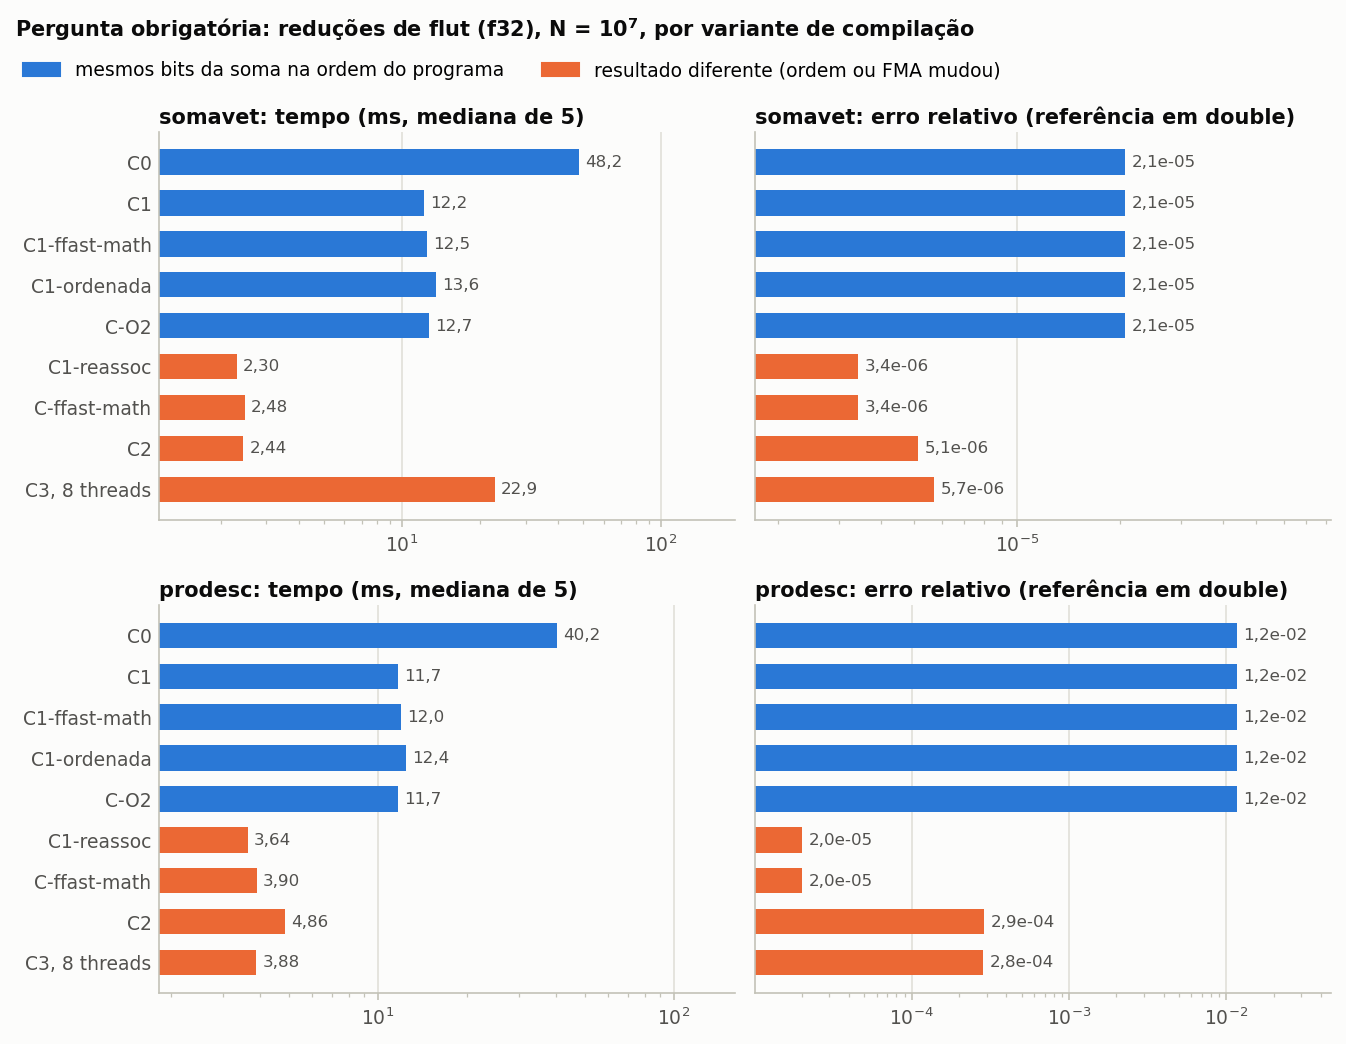 Pergunta obrigatória: reduções de flut (f32), N = 10⁷, por variante de compilação
mesmos bits da soma na ordem do programa
resultado diferente (ordem ou FMA mudou)
somavet: tempo (ms, mediana de 5)
C0 48,2
C1 12,2
C1-ffast-math 12,5
C1-ordenada 13,6
C-O2 12,7
C1-reassoc 2,30
C-ffast-math 2,48
C2 2,44
C3, 8 threads 22,9
10¹ 10²
somavet: erro relativo (referência em double)
2,1e-05
2,1e-05
2,1e-05
2,1e-05
2,1e-05
3,4e-06
3,4e-06
5,1e-06
5,7e-06
10⁻⁵
prodesc: tempo (ms, mediana de 5)
C0 40,2
C1 11,7
C1-ffast-math 12,0
C1-ordenada 12,4
C-O2 11,7
C1-reassoc 3,64
C-ffast-math 3,90
C2 4,86
C3, 8 threads 3,88
10¹ 10²
prodesc: erro relativo (referência em double)
1,2e-02
1,2e-02
1,2e-02
1,2e-02
1,2e-02
2,0e-05
2,0e-05
2,9e-04
2,8e-04
10⁻⁴ 10⁻³ 10⁻²